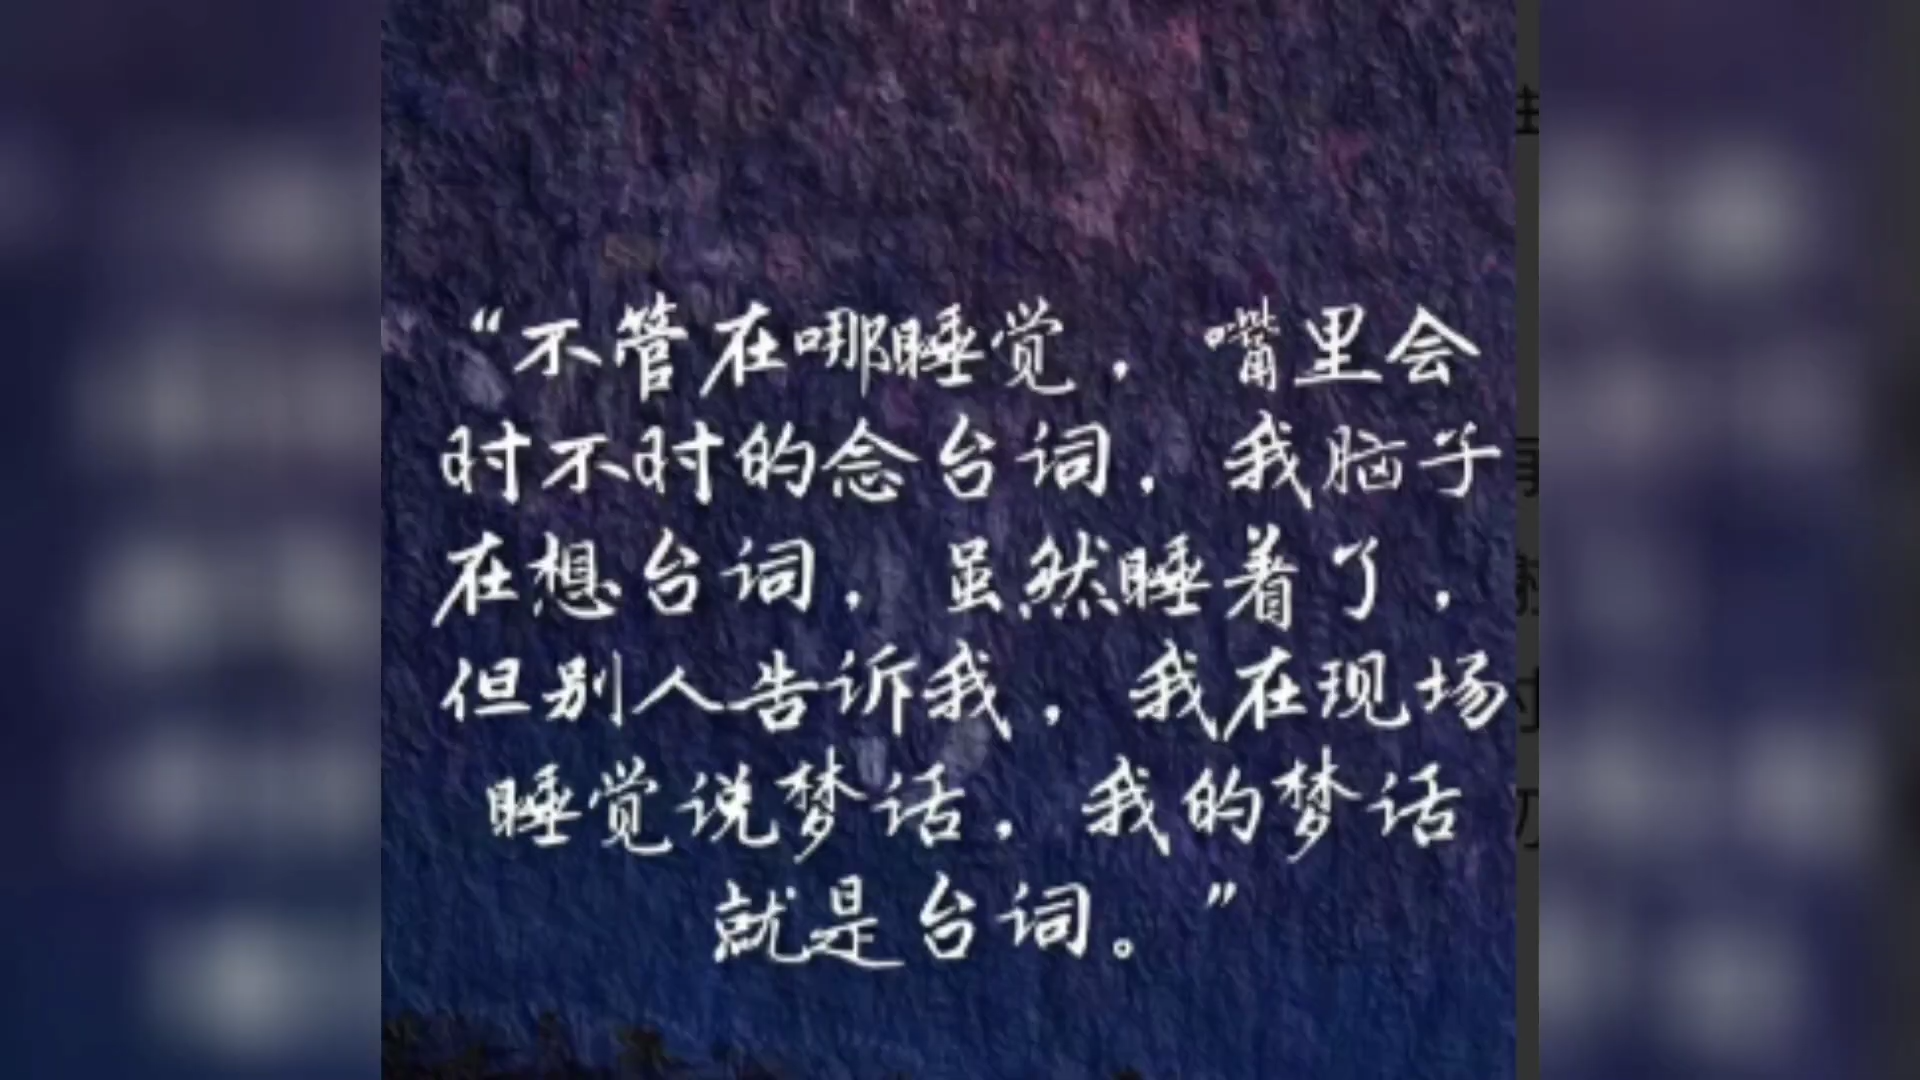 “不管在哪睡觉，嘴里会
时不时的念台词，我脑子
在想台词，虽然睡着了，
但别人告诉我，我在现场
睡觉说梦话，我的梦话
就是台词。”